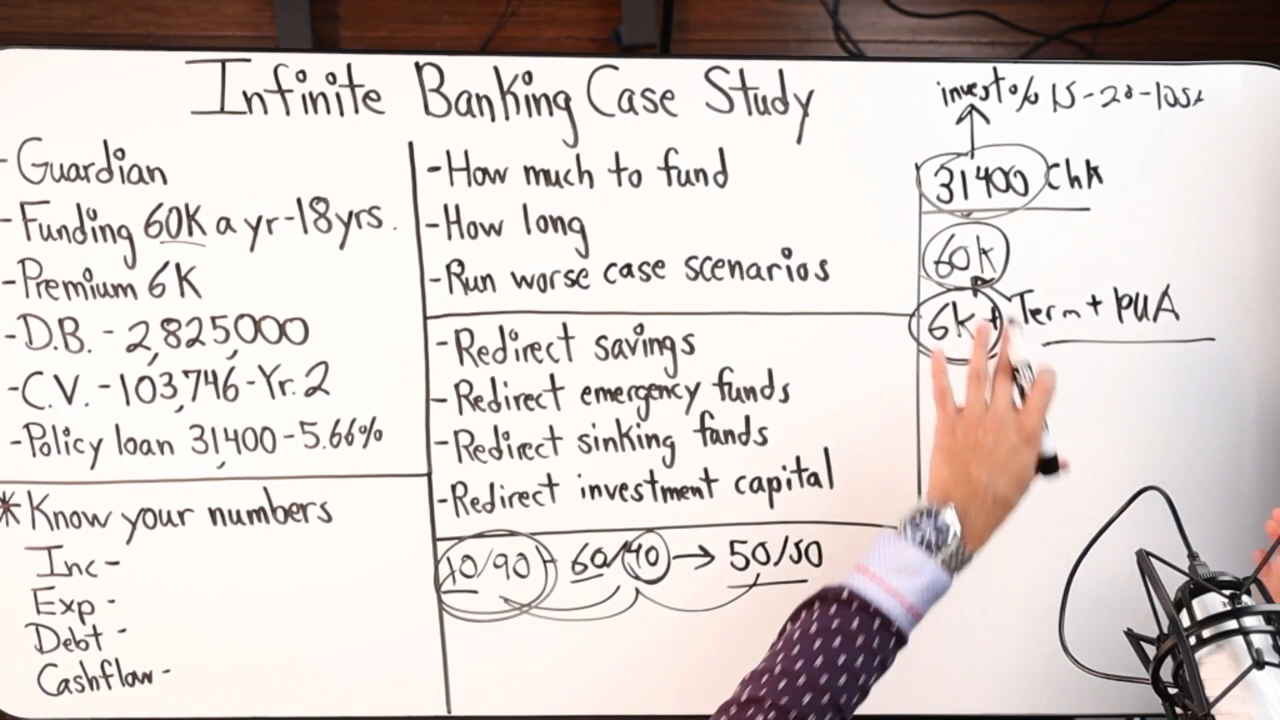 Infinite Banking Case Study
- Guardian
- Funding 60K a yr-18yrs.
- Premium 6K
- D.B. - 2,825,000
- C.V. - 103,746 - Yr. 2
- Policy loan 31,400 - 5.66%
* Know your numbers
Inc -
Exp -
Debt -
Cashflow -
- How much to fund
- How long
- Run worse case scenarios
- Redirect savings
- Redirect emergency funds
- Redirect sinking funds
- Redirect investment capital
10/90 - 60/40 → 50/50
invest % 15-20-
31400 Chk
60k
6k + Term + PUA